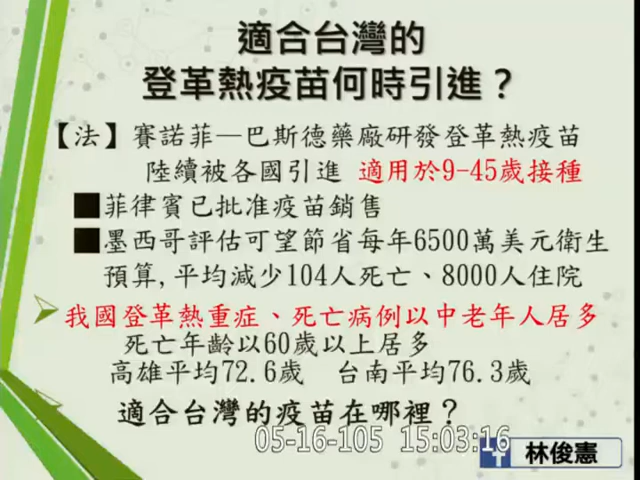 適合台灣的
登革熱疫苗何時引進？
【法】賽諾菲—巴斯德藥廠研發登革熱疫苗
陸續被各國引進 適用於9-45歲接種
■菲律賓已批准疫苗銷售
■墨西哥評估可望節省每年6500萬美元衛生
預算,平均減少104人死亡、8000人住院
我國登革熱重症、死亡病例以中老年人居多
死亡年齡以60歲以上居多
高雄平均72.6歲 台南平均76.3歲
適合台灣的疫苗在哪裡？
05-16-105 15:03:16
林俊憲